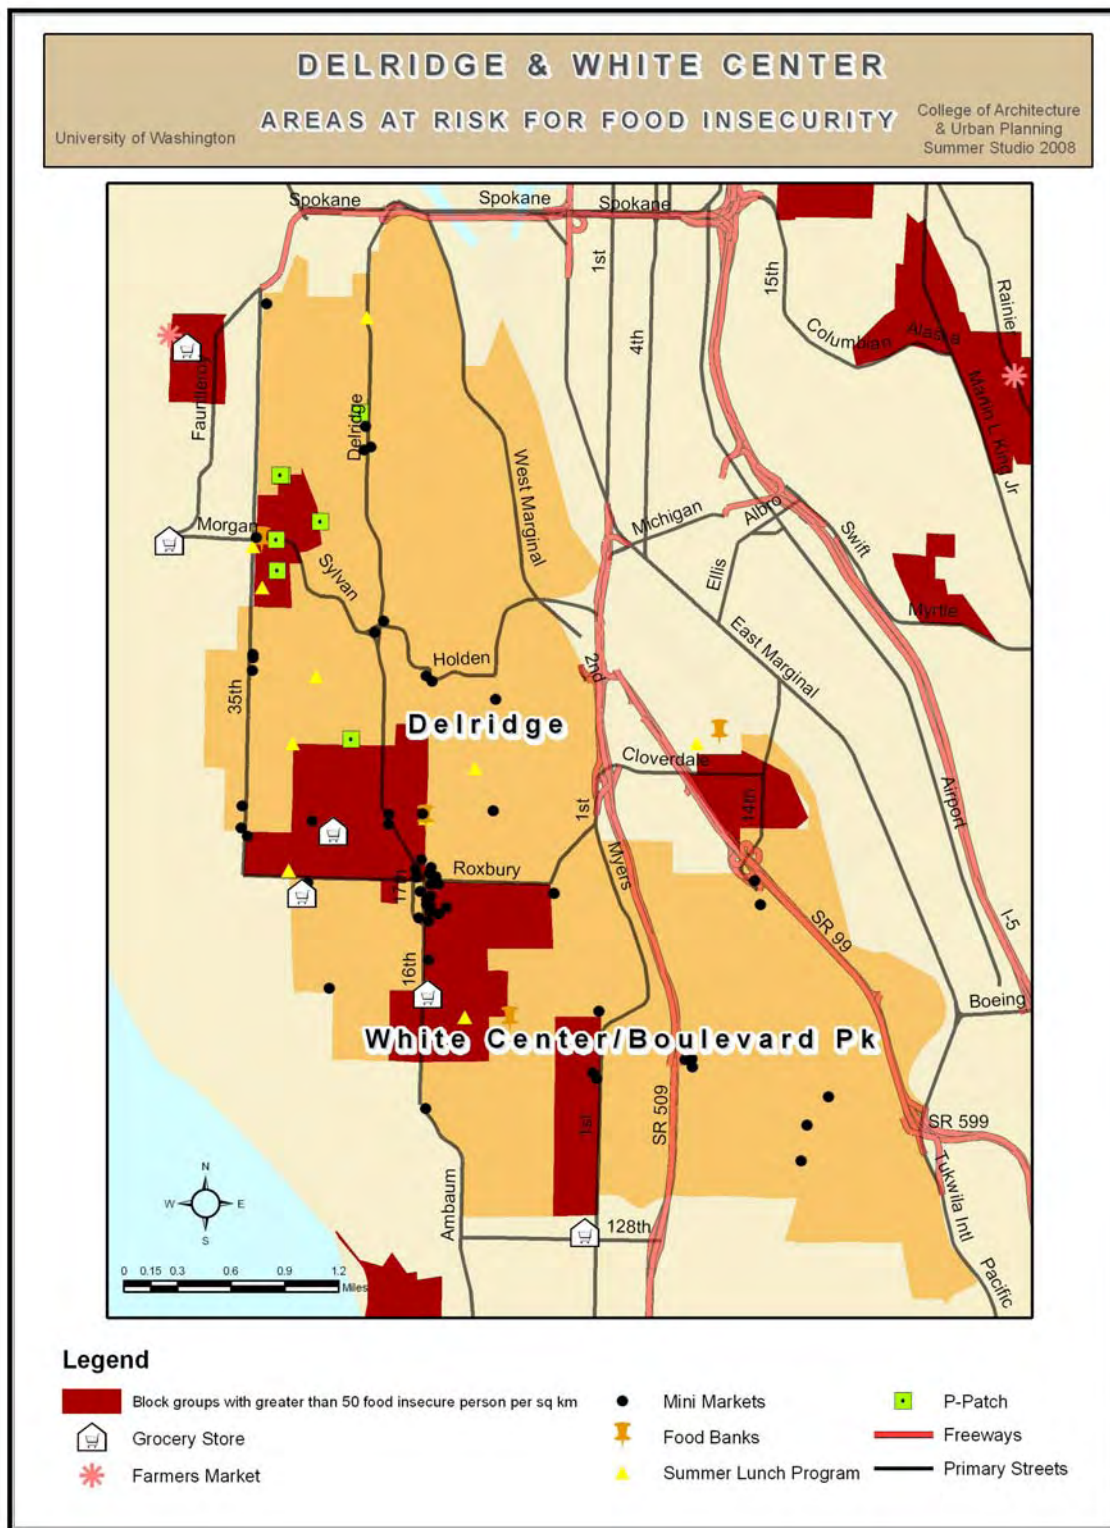 DELRIDGE & WHITE CENTER
AREAS AT RISK FOR FOOD INSECURITY
University of Washington
College of Architecture
& Urban Planning
Summer Studio 2008
Spokane
Spokane
Spokane
1st
4th
15th
Columbian
Alaska
Rainier
Martin L King Jr
Fauntleroy
Delridge
West Marginal
Morgan
Sylvan
Michigan
Albro
Ellis
Swift
Myrtle
East Marginal
Holden
2nd
35th
Delridge
Cloverdale
14th
1st
Myers
Airport
Roxbury
17th
16th
SR 99
I-5
Boeing
White Center/Boulevard Pk
1st
SR 509
SR 599
Tukwila Intl
Ambaum
128th
Pacific
N
W
E
S
0 0.15 0.3 0.6 0.9 1.2
Miles
Legend
Block groups with greater than 50 food insecure person per sq km
Grocery Store
Farmers Market
Mini Markets
Food Banks
Summer Lunch Program
P-Patch
Freeways
Primary Streets